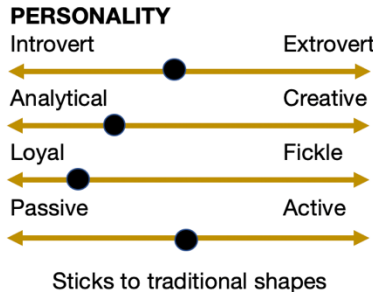 PERSONALITY
Introvert Extrovert
Analytical Creative
Loyal Fickle
Passive Active
Sticks to traditional shapes